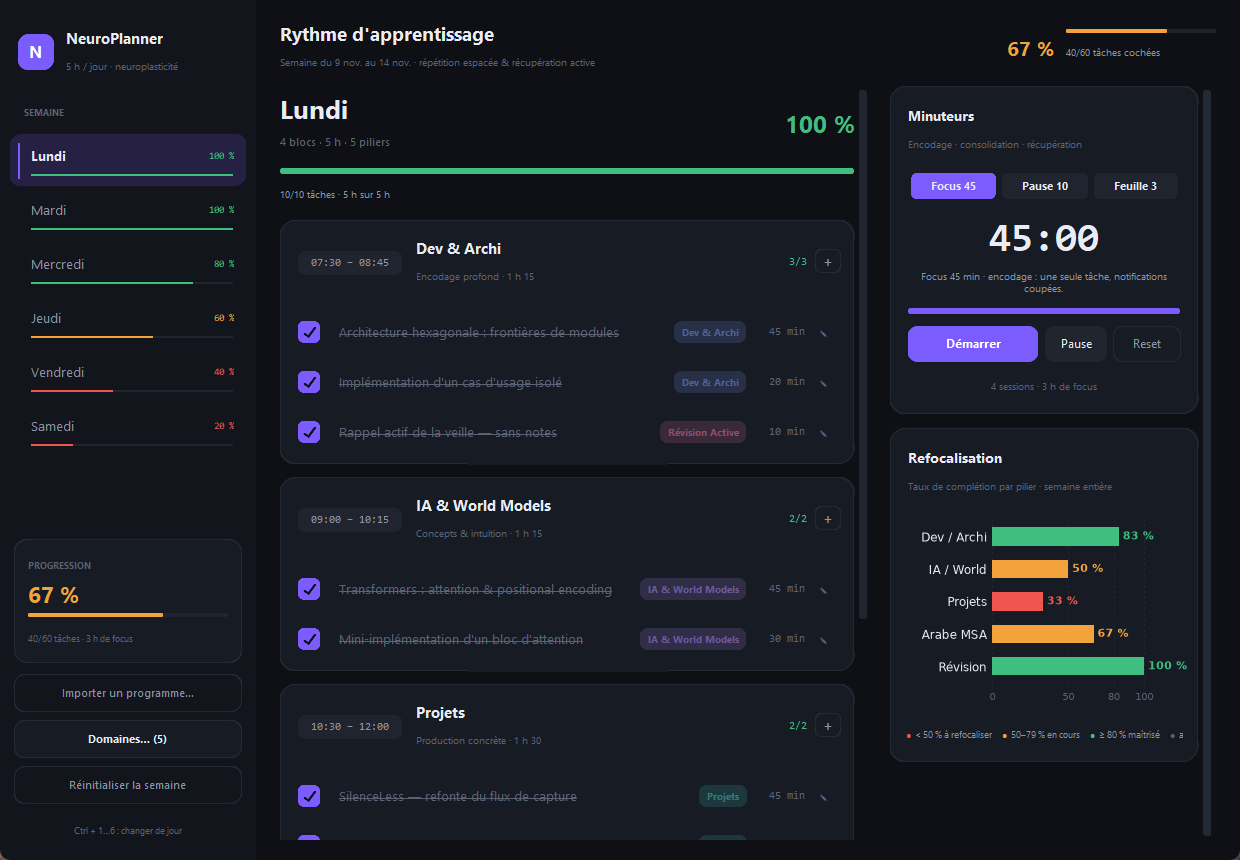 N
NeuroPlanner
5 h / jour · neuroplasticité
SEMAINE
Lundi 100 %
Mardi 100 %
Mercredi 80 %
Jeudi 60 %
Vendredi 40 %
Samedi 20 %
PROGRESSION
67 %
40/60 tâches · 3 h de focus
Importer un programme...
Domaines... (5)
Réinitialiser la semaine
Ctrl + 1...6 : changer de jour
Rythme d'apprentissage
Semaine du 9 nov. au 14 nov. · répétition espacée & récupération active
67 % 40/60 tâches cochées
Lundi
4 blocs · 5 h · 5 piliers
100 %
10/10 tâches · 5 h sur 5 h
07:30 – 08:45
Dev & Archi
Encodage profond · 1 h 15
3/3 +
Architecture hexagonale : frontières de modules Dev & Archi 45 min
Implémentation d'un cas d'usage isolé Dev & Archi 20 min
Rappel actif de la veille — sans notes Révision Active 10 min
09:00 – 10:15
IA & World Models
Concepts & intuition · 1 h 15
2/2 +
Transformers : attention & positional encoding IA & World Models 45 min
Mini-implémentation d'un bloc d'attention IA & World Models 30 min
10:30 – 12:00
Projets
Production concrète · 1 h 30
2/2 +
SilenceLess — refonte du flux de capture Projets 45 min
Minuteurs
Encodage · consolidation · récupération
Focus 45 Pause 10 Feuille 3
45:00
Focus 45 min · encodage : une seule tâche, notifications
coupées.
Démarrer Pause Reset
4 sessions · 3 h de focus
Refocalisation
Taux de complétion par pilier · semaine entière
Dev / Archi 83 %
IA / World 50 %
Projets 33 %
Arabe MSA 67 %
Révision 100 %
0 50 80 100
< 50 % à refocaliser 50–79 % en cours ≥ 80 % maîtrisé a